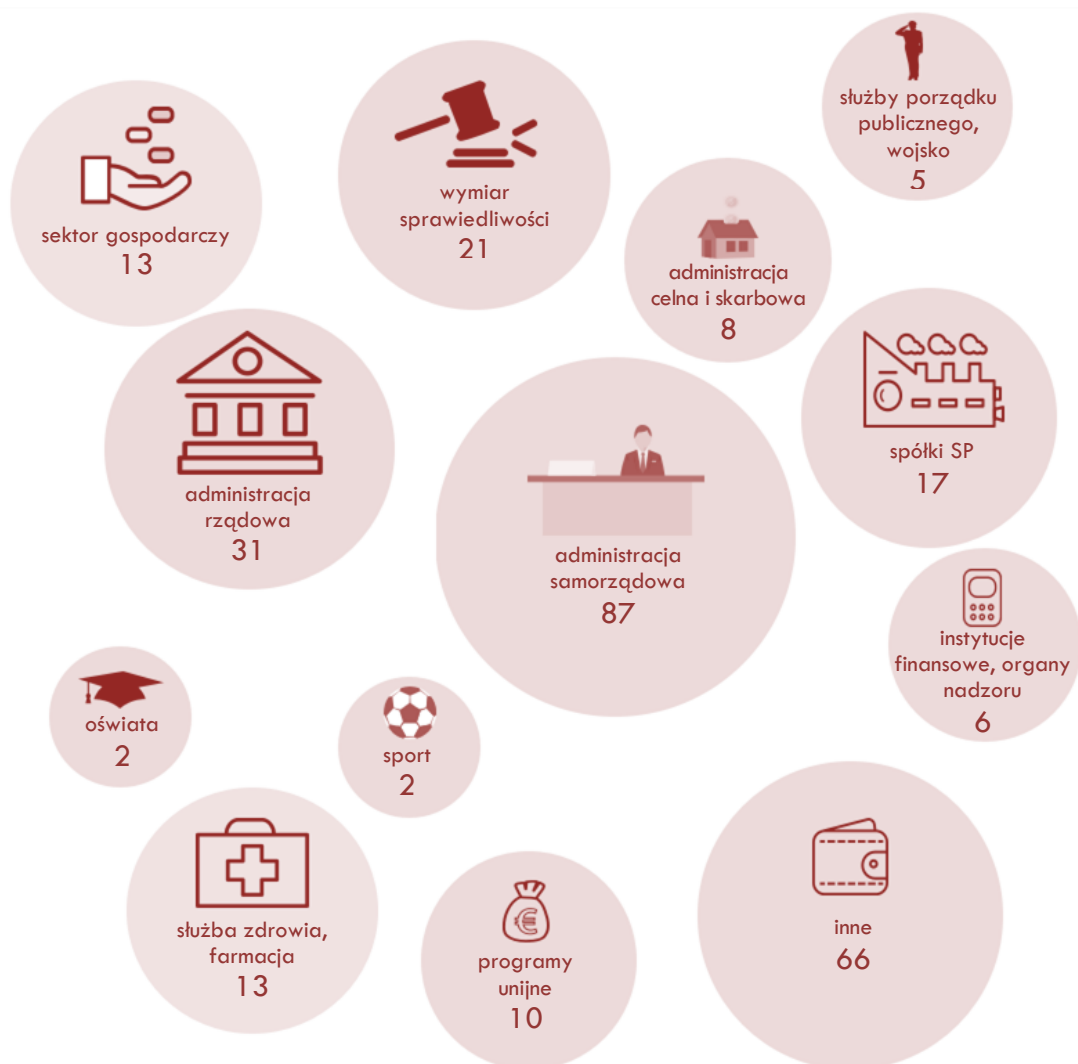 służby porządku
publicznego,
wojsko
5
sektor gospodarczy
13
wymiar
sprawiedliwości
21
administracja
celna i skarbowa
8
administracja
rządowa
31
administracja
samorządowa
87
spółki SP
17
instytucje
finansowe, organy
nadzoru
6
oświata
2
sport
2
służba zdrowia,
farmacja
13
programy
unijne
10
inne
66